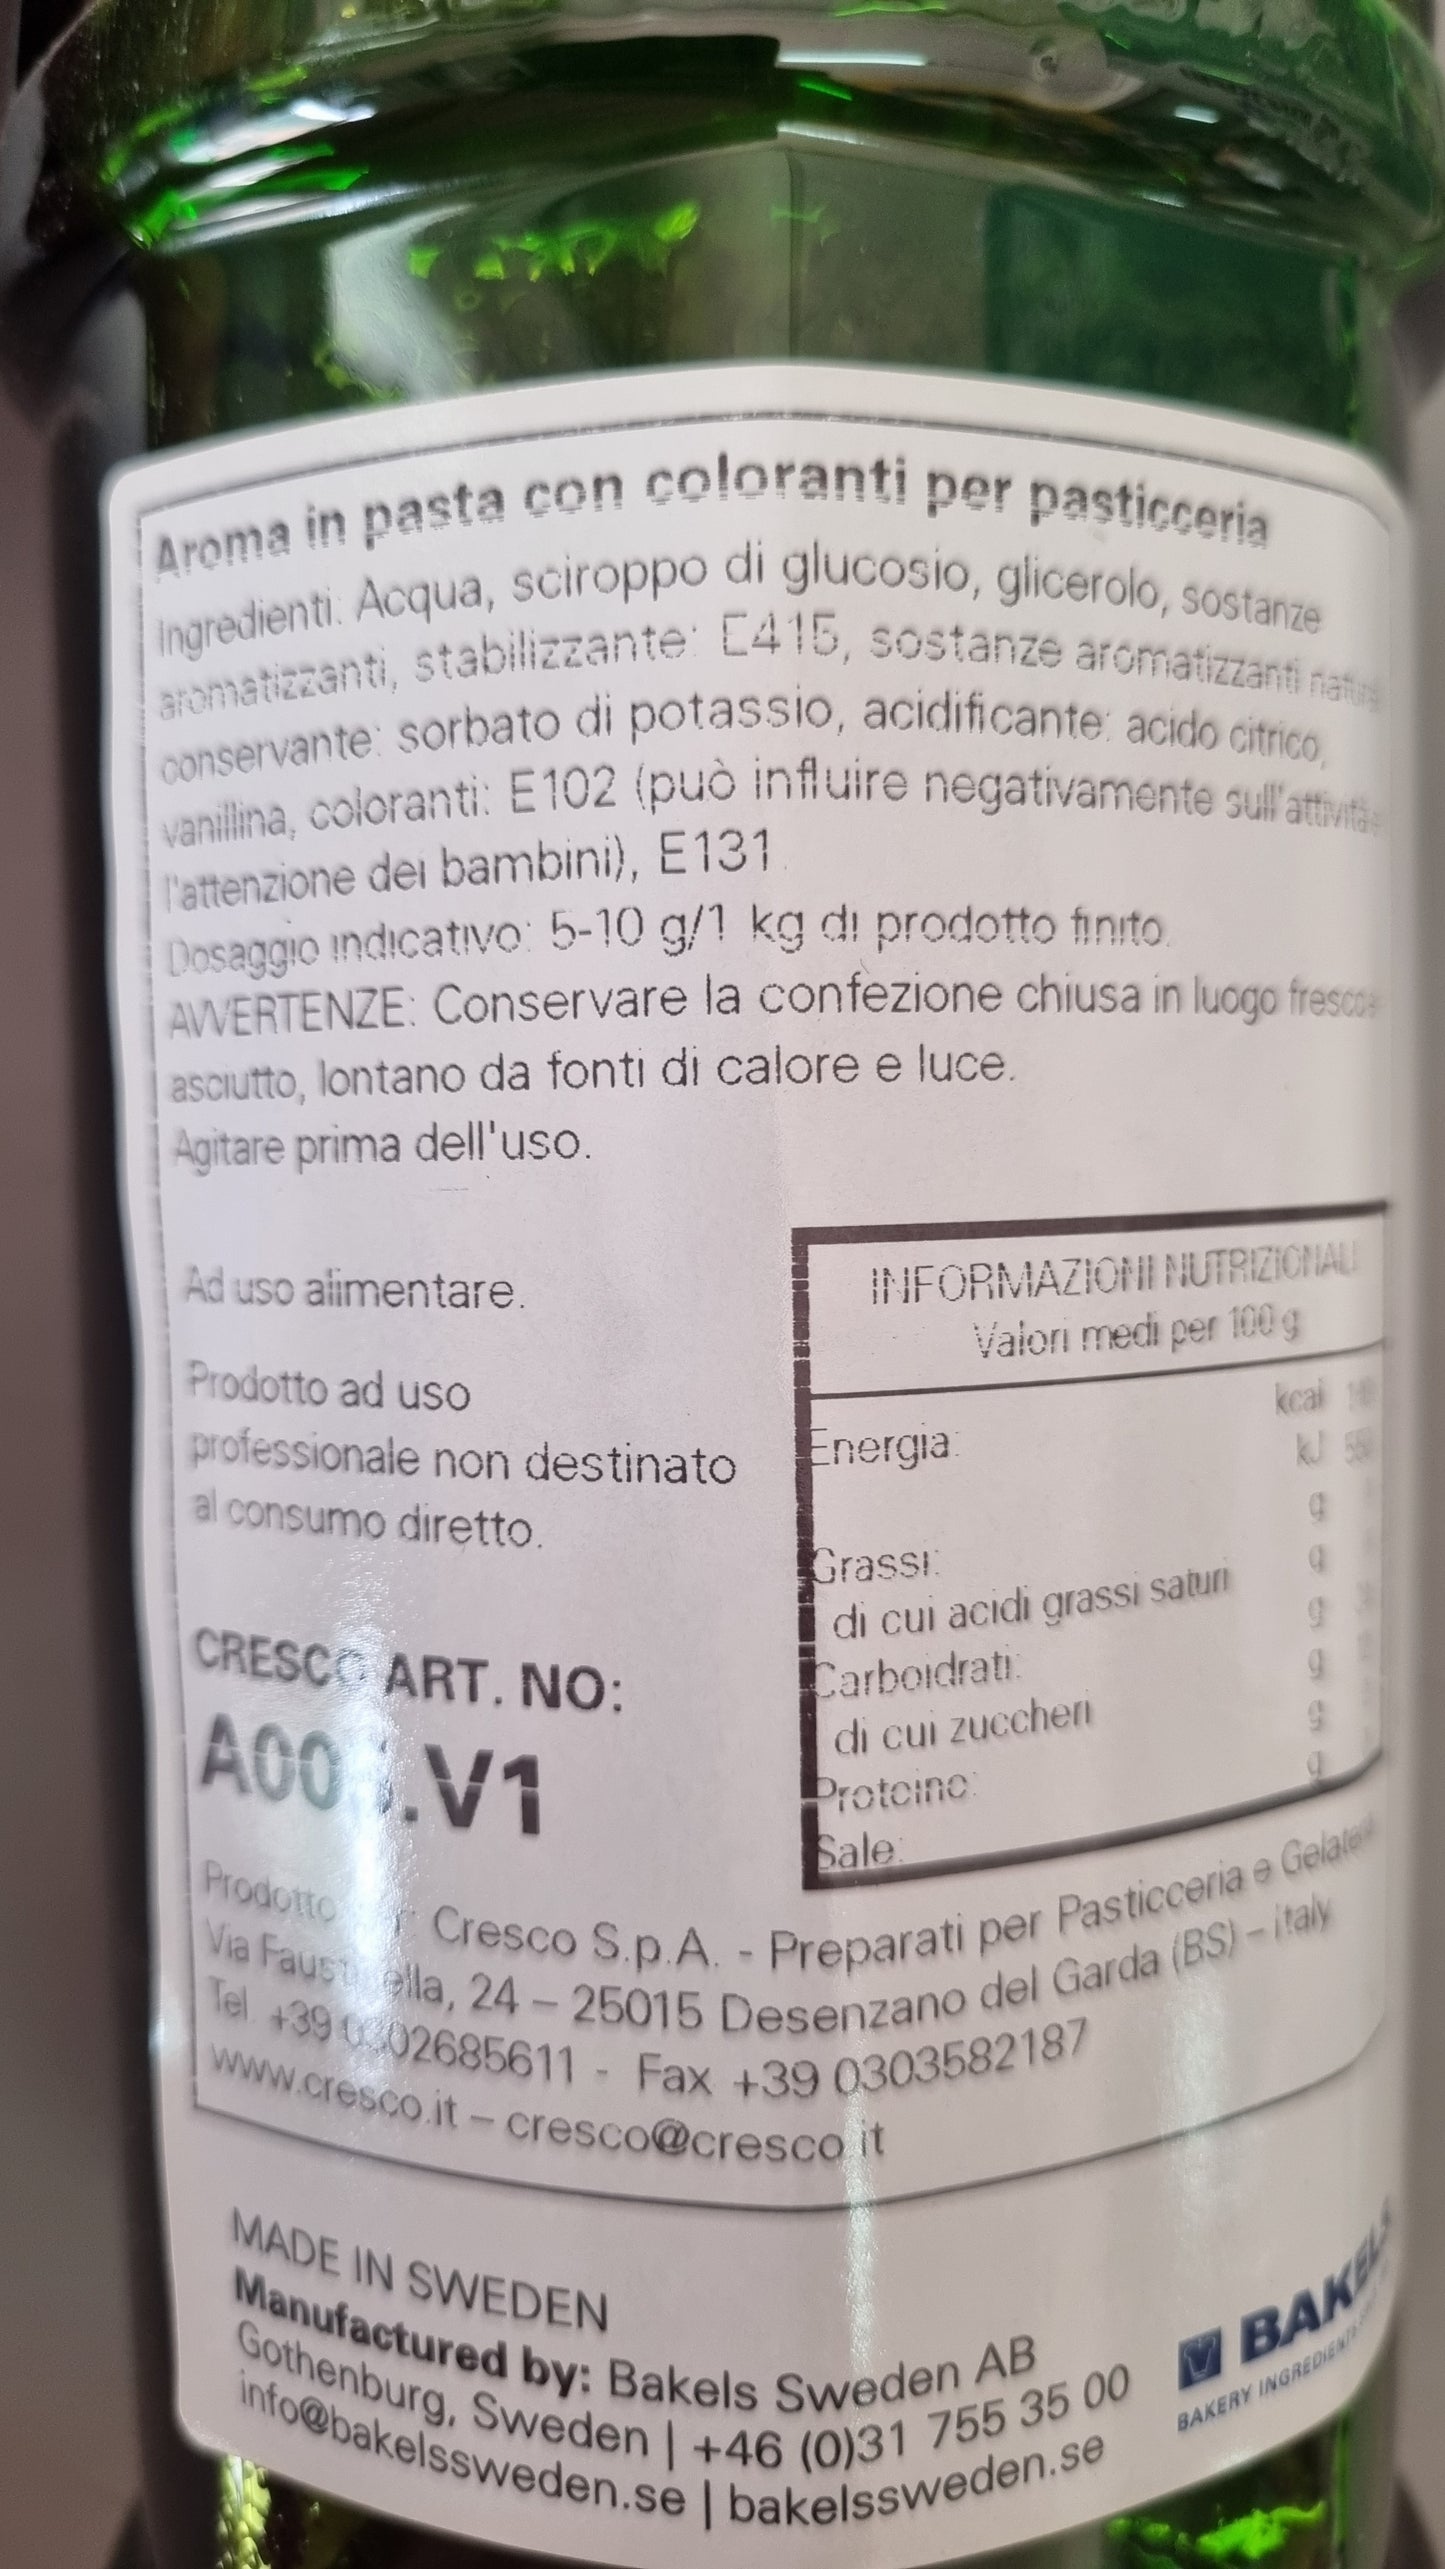 Aroma in pasta con coloranti per pasticceria
Ingredienti: Acqua, sciroppo di glucosio, glicerolo, sostanze
aromatizzanti, stabilizzante: E415, sostanze aromatizzanti
conservante: sorbato di potassio, acidificante: acido citrico,
vanillina, coloranti: E102 (può influire negativamente sull'attività
l'attenzione dei bambini), E131
Dosaggio indicativo: 5-10 g/1 kg di prodotto finito.
AVVERTENZE: Conservare la confezione chiusa in luogo fresco
asciutto, lontano da fonti di calore e luce.
Agitare prima dell'uso.
Ad uso alimentare.
Prodotto ad uso
professionale non destinato
al consumo diretto.
CRESCO ART. NO:
.V1
INFORMAZIONI NUTRIZIONALI
Valori medi per 100 g
Energia: kcal
kJ
g
Grassi: g
di cui acidi grassi saturi g
Carboidrati: g
di cui zuccheri g
Proteine: g
Sale:
Prodotto Cresco S.p.A. - Preparati per Pasticceria e
Via 24 – 25015 Desenzano del Garda (BS) – Italy
Tel. +39 0302685611 - Fax +39 0303582187
www.cresco.it – cresco@cresco.it
MADE IN SWEDEN
Manufactured by: Bakels Sweden AB
Gothenburg, Sweden | +46 (0)31 755 35 00
info@bakelssweden.se | bakelssweden.se
BAKELS
BAKERY INGREDIENTS